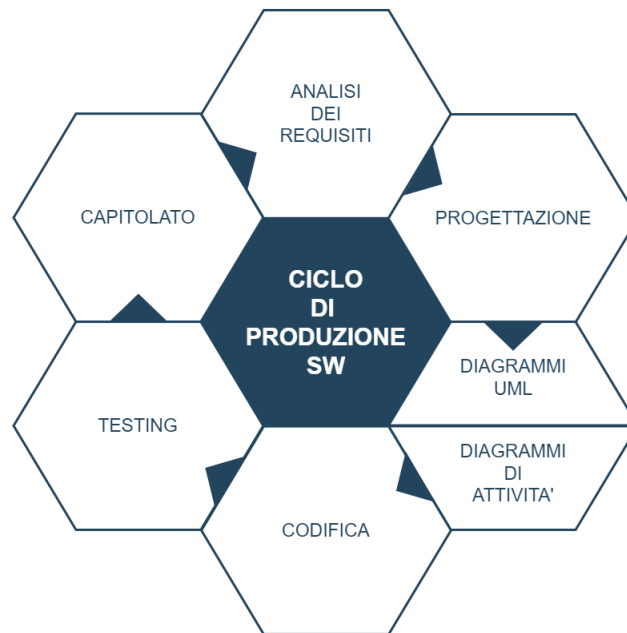 ANALISI
DEI
REQUISITI
CAPITOLATO
PROGETTAZIONE
CICLO
DI
PRODUZIONE
SW
DIAGRAMMI
UML
TESTING
DIAGRAMMI
DI
ATTIVITA'
CODIFICA